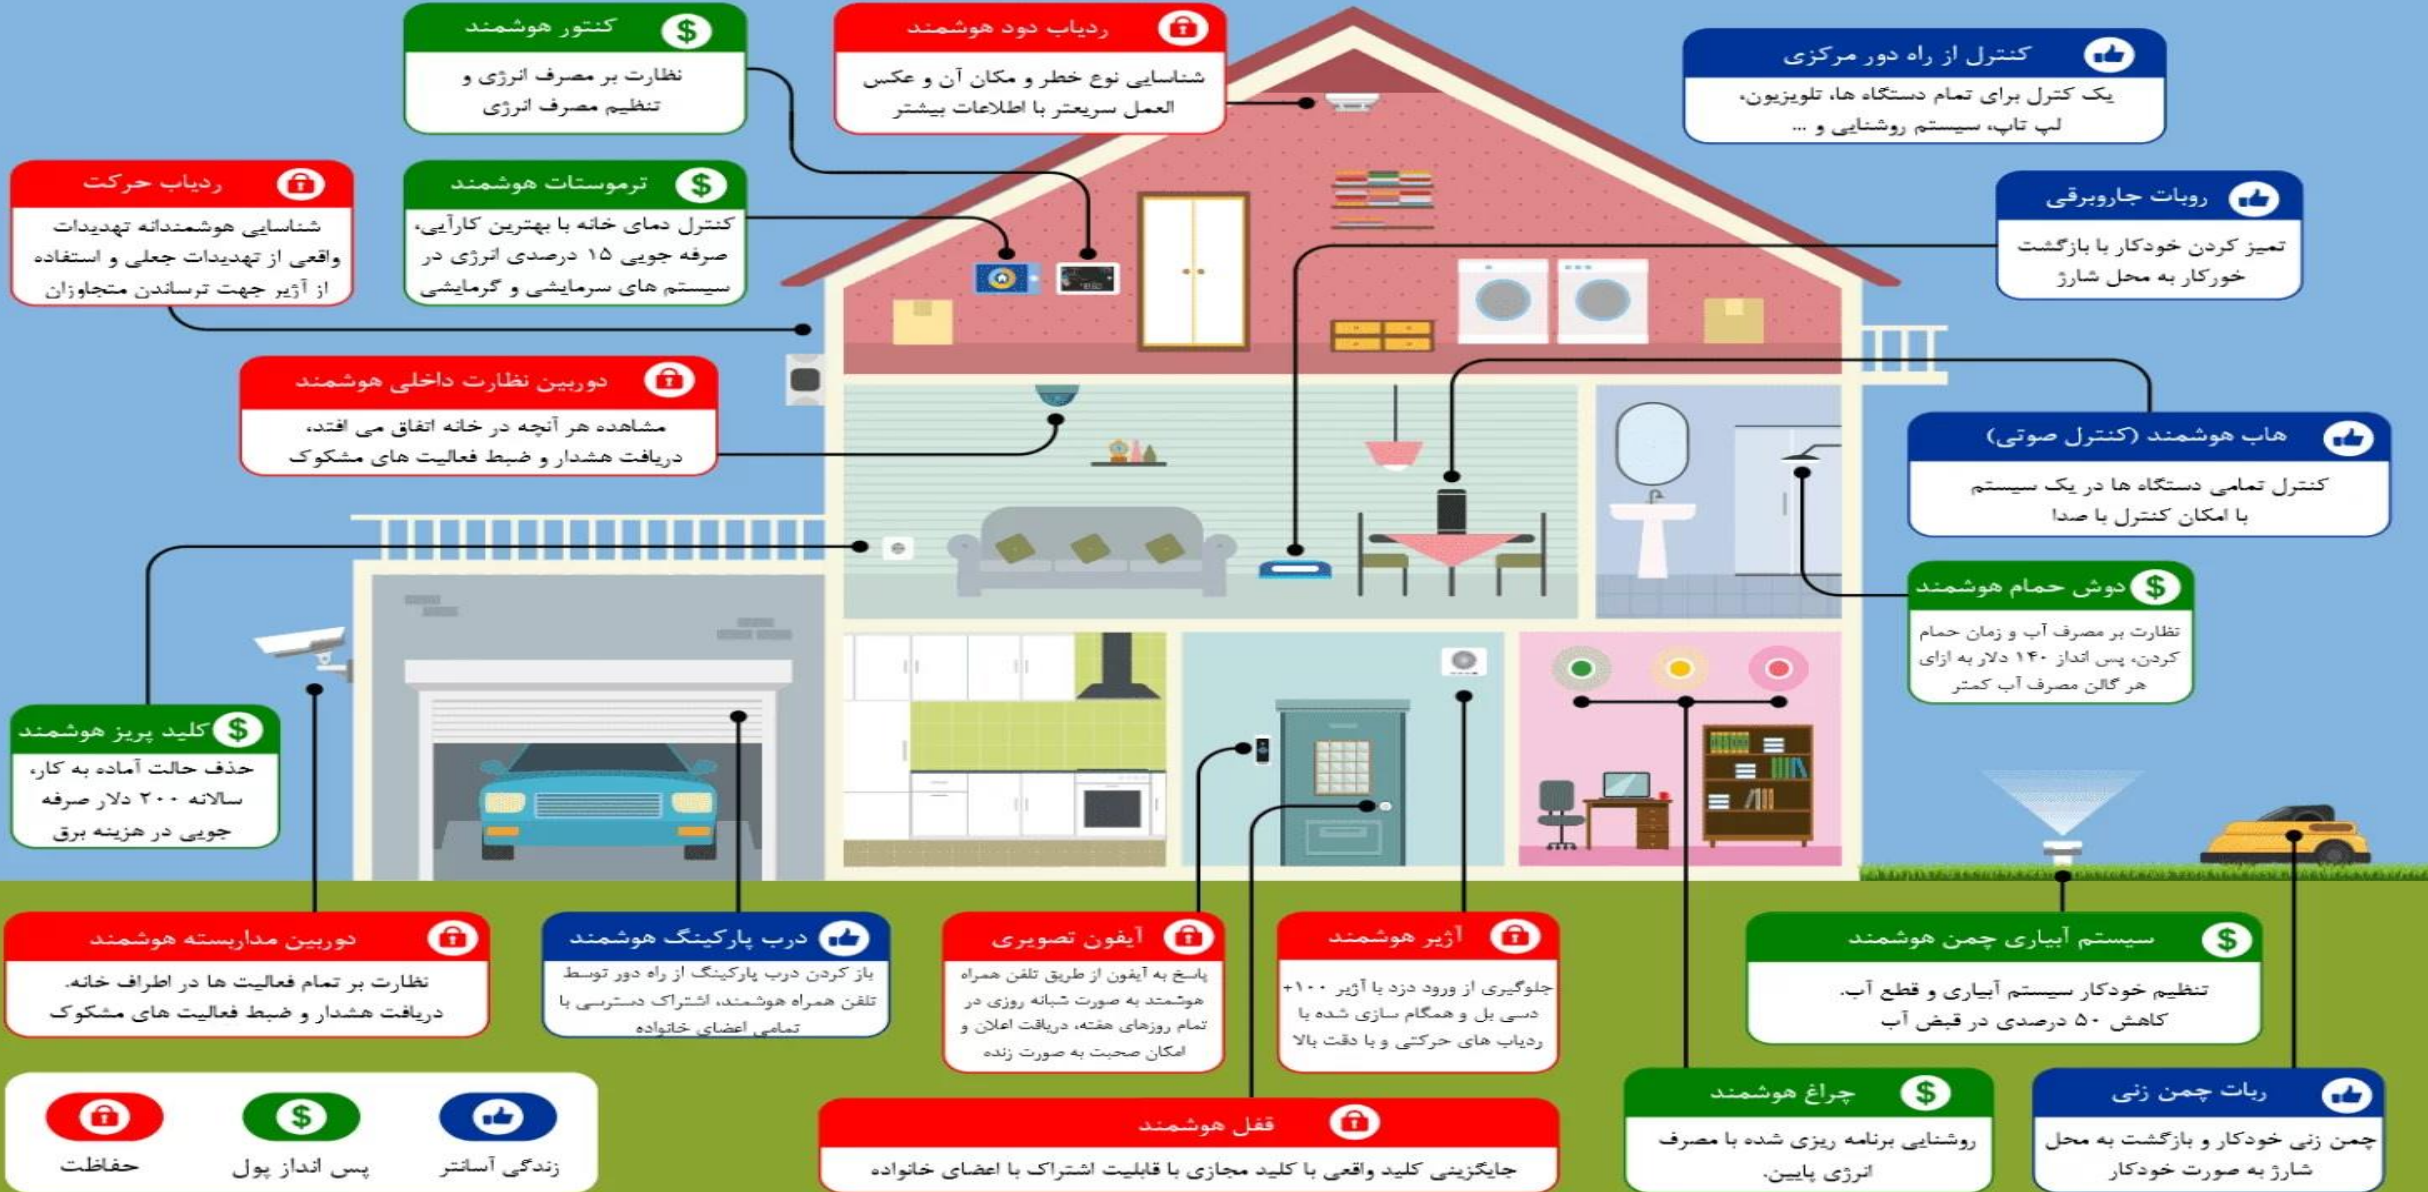 کنتور هوشمند
نظارت بر مصرف انرژی و
تنظیم مصرف انرژی
ردیاب دود هوشمند
شناسایی نوع خطر و مکان آن و عکس
العمل سریعتر با اطلاعات بیشتر
کنترل از راه دور مرکزی
یک کترل برای تمام دستگاه ها، تلویزیون،
لپ تاپ، سیستم روشنایی و ...
ردیاب حرکت
شناسایی هوشمندانه تهدیدات
واقعی از تهدیدات جعلی و استفاده
از آژیر جهت ترساندن متجاوزان
ترموستات هوشمند
کنترل دمای خانه با بهترین کارآیی،
صرفه جویی ۱۵ درصدی انرژی در
سیستم های سرمایشی و گرمایشی
روبات جاروبرقی
تمیز کردن خودکار با بازگشت
خورکار به محل شارژ
دوربین نظارت داخلی هوشمند
مشاهده هر آنچه در خانه اتفاق می افتد،
دریافت هشدار و ضبط فعالیت های مشکوک
هاب هوشمند (کنترل صوتی)
کنترل تمامی دستگاه ها در یک سیستم
با امکان کنترل با صدا
دوش حمام هوشمند
نظارت بر مصرف آب و زمان حمام
کردن، پس انداز ۱۴۰ دلار به ازای
هر گالن مصرف آب کمتر
کلید پریز هوشمند
حذف حالت آماده به کار،
سالانه ۲۰۰ دلار صرفه
جویی در هزینه برق
دوربین مداربسته هوشمند
نظارت بر تمام فعالیت ها در اطراف خانه.
دریافت هشدار و ضبط فعالیت های مشکوک
درب پارکینگ هوشمند
باز کردن درب پارکینگ از راه دور توسط
تلفن همراه هوشمند، اشتراک دسترسی با
تمامی اعضای خانواده
آیفون تصویری
پاسخ به آیفون از طریق تلفن همراه
هوشمند به صورت شبانه روزی در
تمام روزهای هفته، دریافت اعلان و
امکان صحبت به صورت زنده
آژیر هوشمند
جلوگیری از ورود دزد با آژیر ۱۰۰+
دسی بل و همگام سازی شده با
ردیاب های حرکتی و با دقت بالا
سیستم آبیاری چمن هوشمند
تنظیم خودکار سیستم آبیاری و قطع آب.
کاهش ۵۰ درصدی در قبض آب
قفل هوشمند
جایگزینی کلید واقعی با کلید مجازی با قابلیت اشتراک با اعضای خانواده
چراغ هوشمند
روشنایی برنامه ریزی شده با مصرف
انرژی پایین.
ربات چمن زنی
چمن زنی خودکار و بازگشت به محل
شارژ به صورت خودکار
زندگی آسانتر
پس انداز پول
حفاظت